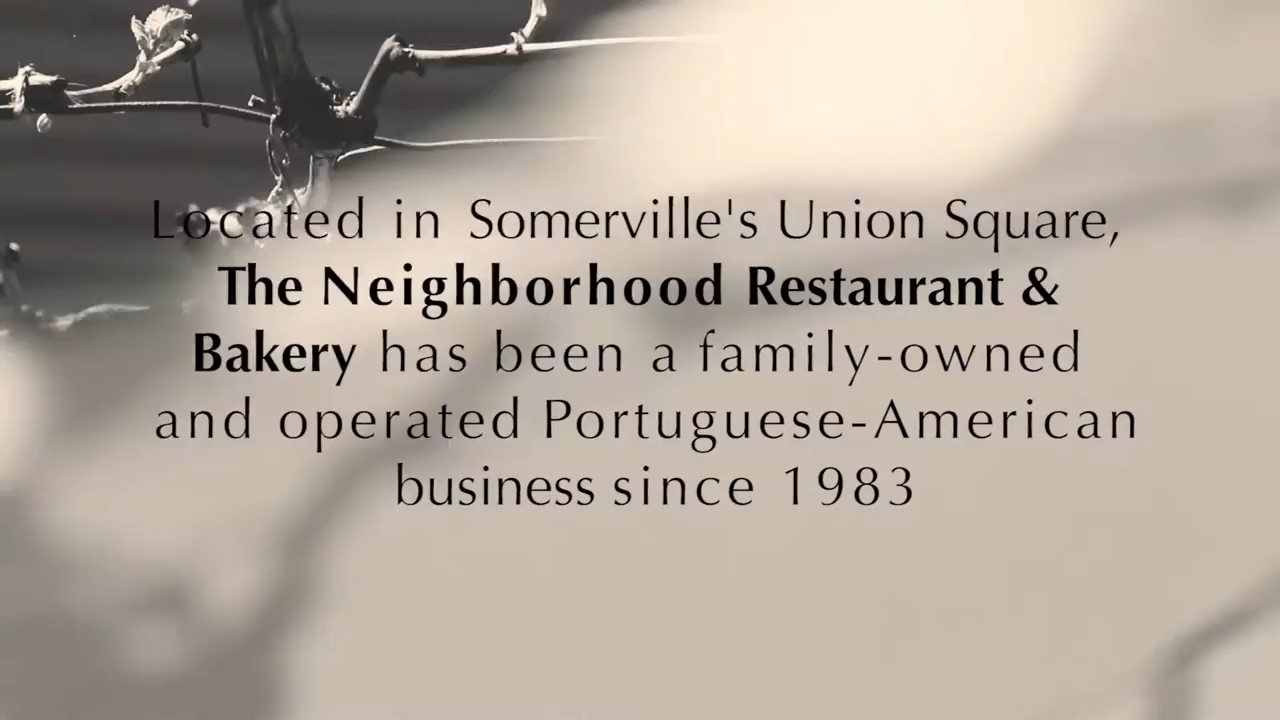 Located in Somerville's Union Square,
The Neighborhood Restaurant &
Bakery has been a family-owned
and operated Portuguese-American
business since 1983